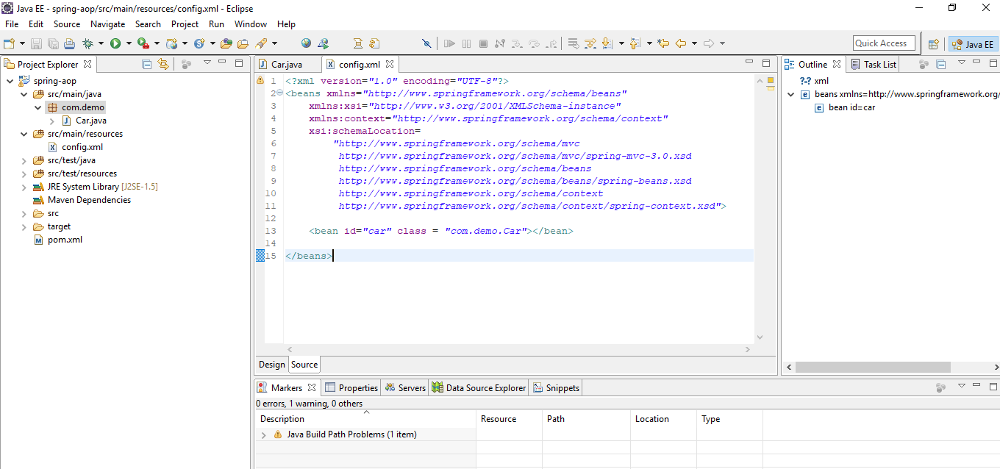 Java EE - spring-aop/src/main/resources/config.xml - Eclipse
File Edit Source Navigate Search Project Run Window Help
Quick Access Java EE
Project Explorer
spring-aop
src/main/java
com.demo
Car.java
src/main/resources
config.xml
src/test/java
src/test/resources
JRE System Library [J2SE-1.5]
Maven Dependencies
src
target
pom.xml
Car.java config.xml
1 <?xml version="1.0" encoding="UTF-8"?>
2 <beans xmlns="http://www.springframework.org/schema/beans"
3 xmlns:xsi="http://www.w3.org/2001/XMLSchema-instance"
4 xmlns:context="http://www.springframework.org/schema/context"
5 xsi:schemaLocation=
6 "http://www.springframework.org/schema/mvc
7 http://www.springframework.org/schema/mvc/spring-mvc-3.0.xsd
8 http://www.springframework.org/schema/beans
9 http://www.springframework.org/schema/beans/spring-beans.xsd
10 http://www.springframework.org/schema/context
11 http://www.springframework.org/schema/context/spring-context.xsd">
12
13 <bean id="car" class = "com.demo.Car"></bean>
14
15 </beans>
Design Source
Outline Task List
?=? xml
e beans xmlns=http://www.springframework.org/
e bean id=car
Markers Properties Servers Data Source Explorer Snippets
0 errors, 1 warning, 0 others
Description Resource Path Location Type
Java Build Path Problems (1 item)